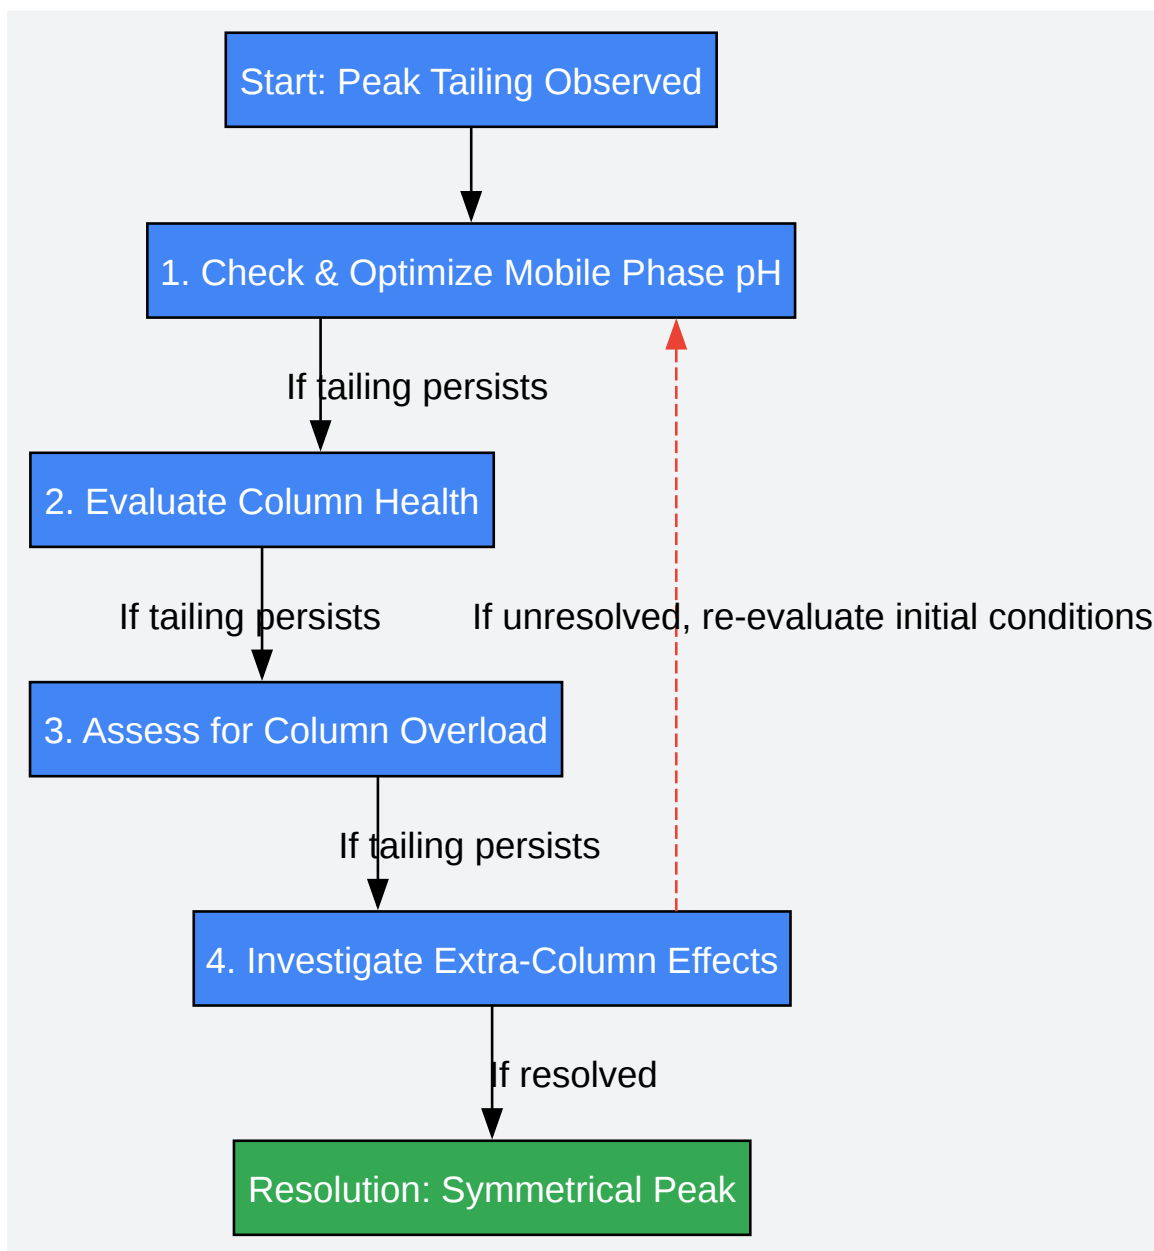 Start: Peak Tailing Observed
1. Check & Optimize Mobile Phase pH
If tailing persists
2. Evaluate Column Health
If tailing persists
If unresolved, re-evaluate initial conditions
3. Assess for Column Overload
If tailing persists
4. Investigate Extra-Column Effects
If resolved
Resolution: Symmetrical Peak